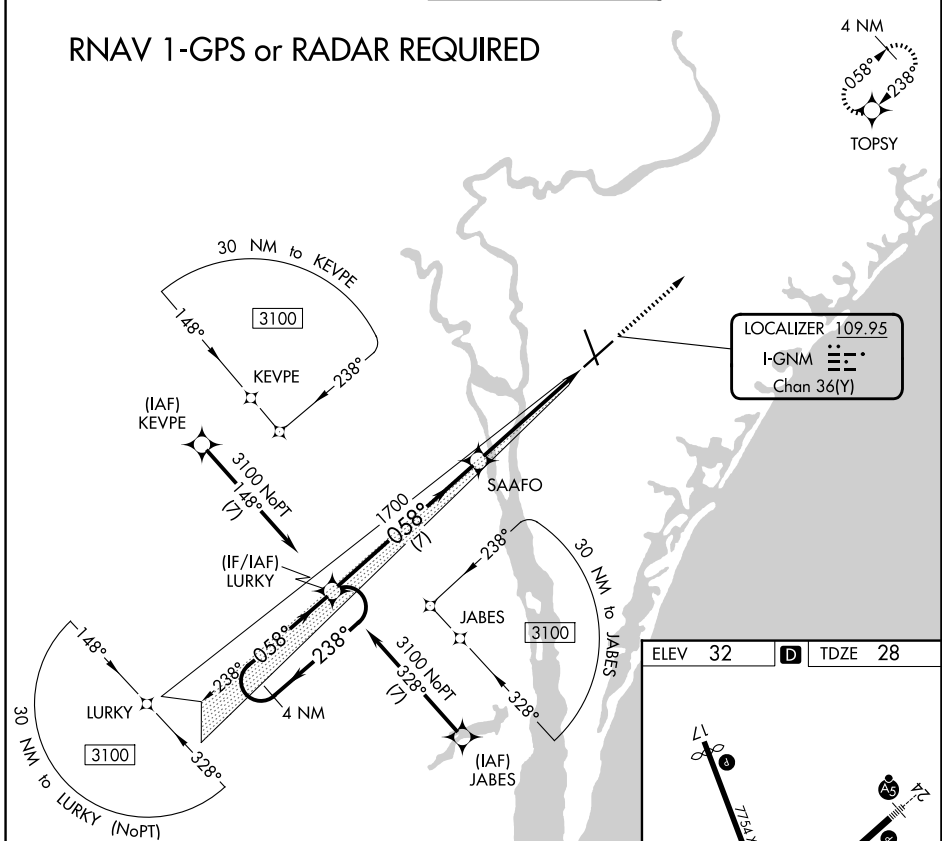 RNAV 1-GPS or RADAR REQUIRED
4 NM
058°
238°
TOPSY
30 NM to KEVPE
3100
148°
238°
KEVPE
(IAF)
KEVPE
3100 NoPT
148°
(7)
LOCALIZER 109.95
I-GNM
Chan 36(Y)
SAAFO
1700
058°
(7)
(IF/IAF)
LURKY
058°
238°
238°
4 NM
238°
30 NM to JABES
JABES
3100
328°
3100 NoPT
328°
(7)
(IAF)
JABES
148°
LURKY
3100
328°
30 NM to LURKY (NoPT)
ELEV 32
D
TDZE 28
17
P
7754 X
A5
24